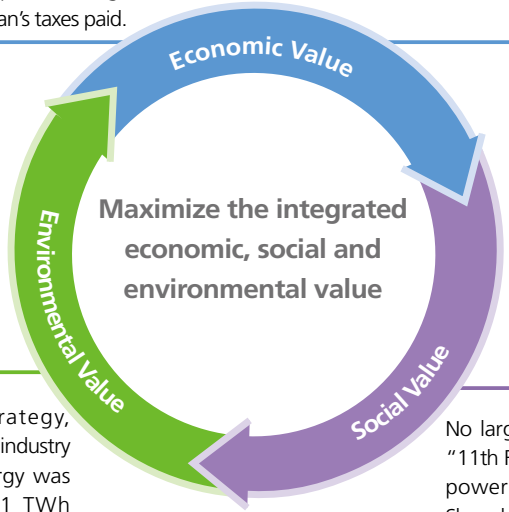 an's taxes paid.
Economic Value
Maximize the integrated
economic, social and
environmental value
Environmental Value
Social Value
rategy,
industry
rgy was
1 TWh
No larg
"11th F
power